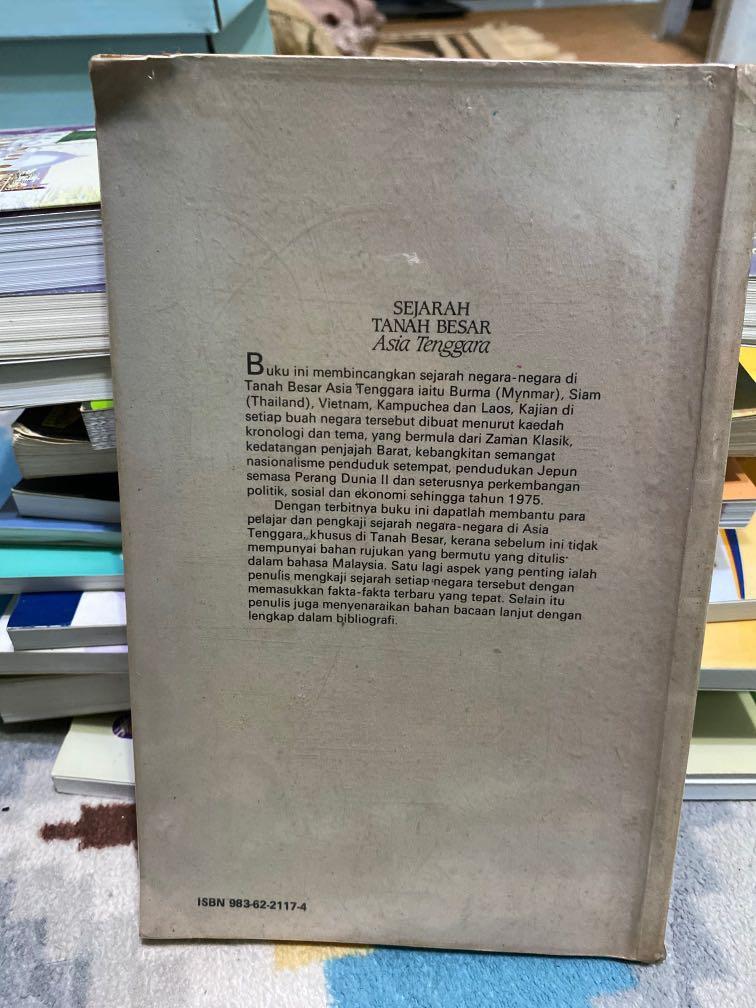 SEJARAH
TANAH BESAR
Asia Tenggara
Buku ini membincangkan sejarah negara-negara di
Tanah Besar Asia Tenggara iaitu Burma (Mynmar), Siam
(Thailand), Vietnam, Kampuchea dan Laos, Kajian di
setiap buah negara tersebut dibuat menurut kaedah
kronologi dan tema, yang bermula dari Zaman Klasik,
kedatangan penjajah Barat, kebangkitan semangat
nasionalisme penduduk setempat, pendudukan Jepun
semasa Perang Dunia II dan seterusnya perkembangan
politik, sosial dan ekonomi sehingga tahun 1975.
Dengan terbitnya buku ini dapatlah membantu para
pelajar dan pengkaji sejarah negara-negara di Asia
Tenggara, khusus di Tanah Besar, kerana sebelum ini tidak
mempunyai bahan rujukan yang bermutu yang ditulis
dalam bahasa Malaysia. Satu lagi aspek yang penting ialah
penulis mengkaji sejarah setiap negara tersebut dengan
memasukkan fakta-fakta terbaru yang tepat. Selain itu
penulis juga menyenaraikan bahan bacaan lanjut dengan
lengkap dalam bibliografi.
ISBN 983-62-2117-4